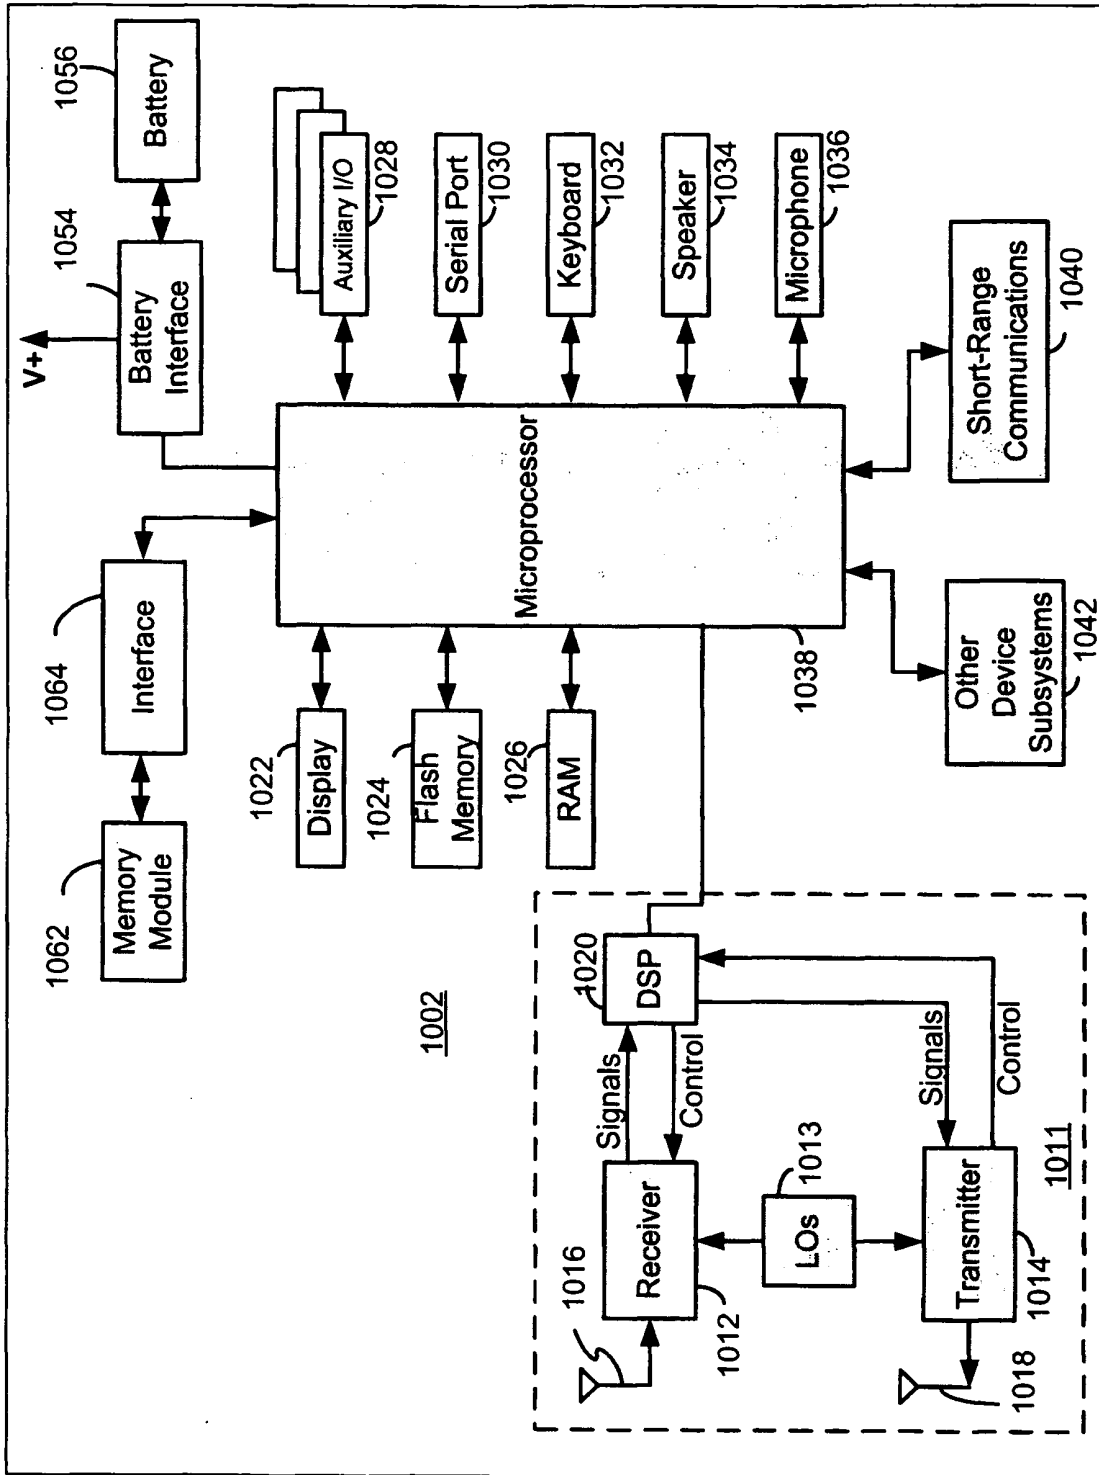 1002
1062
Memory
Module
1064
Interface
V+
1054
Battery
Interface
1056
Battery
1022
Display
1024
Flash
Memory
1026
RAM
Microprocessor
1038
Auxiliary I/O
1028
Serial Port
1030
Keyboard
1032
Speaker
1034
Microphone
1036
1016
Receiver
1012
Signals
Control
1020
DSP
LOs
1013
1018
Transmitter
1014
Signals
Control
1011
Other
Device
Subsystems
1042
Short-Range
Communications
1040